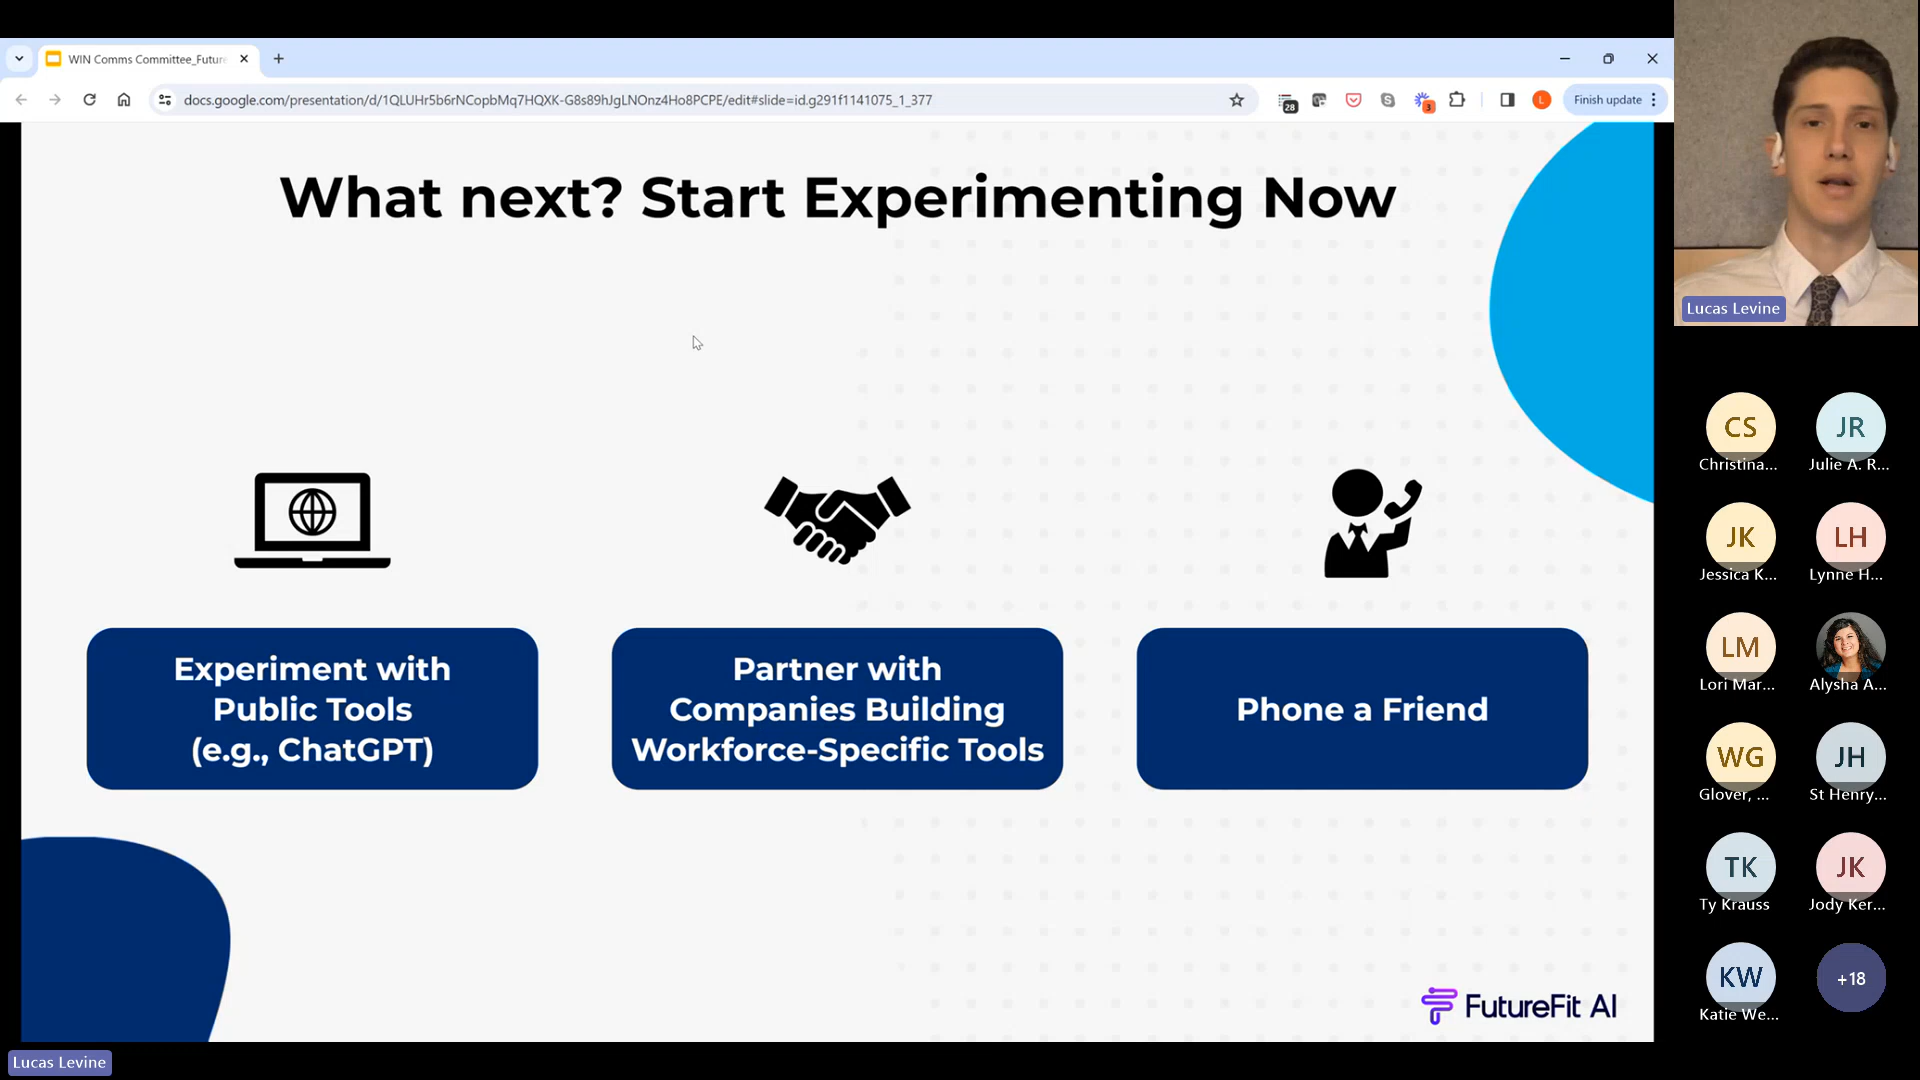 WIN Comms Committee_Future
docs.google.com/presentation/d/1QLUHr5b6rNCopbMq7HQXK-G8s89hJgLNOnz4Ho8PCPE/edit#slide=id.g291f1141075_1_377
28
3
L
Finish update
What next? Start Experimenting Now
Experiment with
Public Tools
(e.g., ChatGPT)
Partner with
Companies Building
Workforce-Specific Tools
Phone a Friend
FutureFit AI
Lucas Levine
Lucas Levine
CS
Christina...
JR
Julie A. R...
JK
Jessica K...
LH
Lynne H...
LM
Lori Mar...
Alysha A...
WG
Glover, ...
JH
St Henry...
TK
Ty Krauss
JK
Jody Ker...
KW
Katie We...
+18